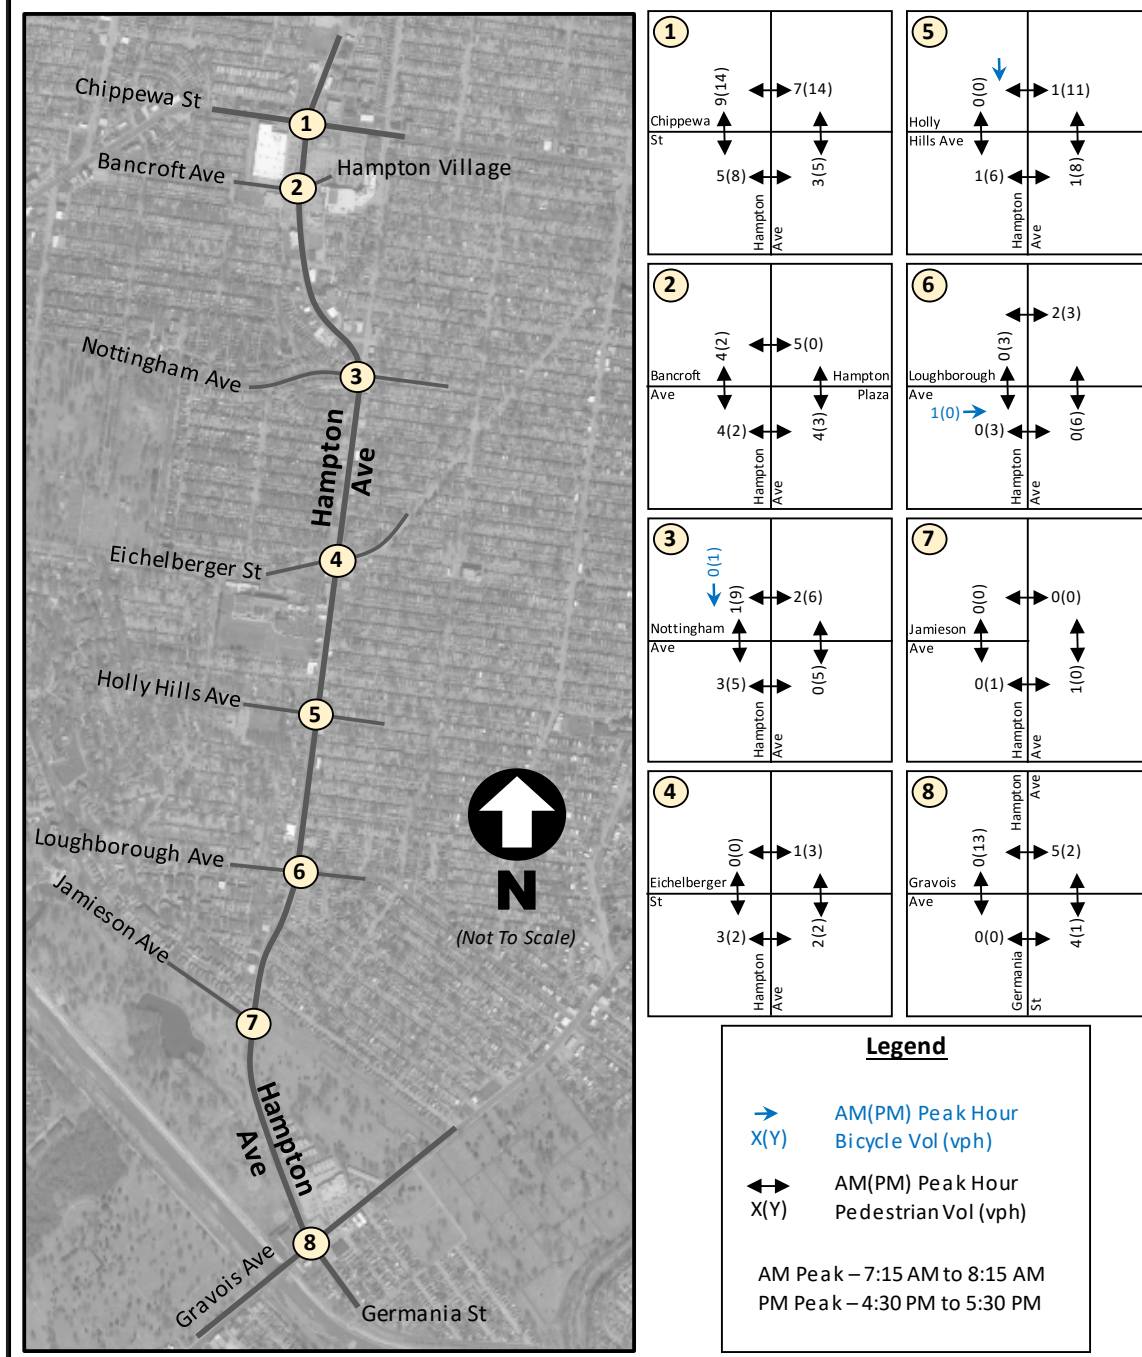 Chippewa St
1
Bancroft Ave
2
Hampton Village
Nottingham Ave
3
Hampton
Ave
Eichelberger St
4
Holly Hills Ave
5
Loughborough Ave
6
Jamieson Ave
7
N
(Not To Scale)
Hampton
Ave
8
Gravois Ave
Germania St
1
9(14)
7(14)
Chippewa
St
5(8)
3(5)
Hampton
Ave
2
4(2)
5(0)
Bancroft
Ave
Hampton
Plaza
4(2)
4(3)
Hampton
Ave
3
0(1)
1(9)
2(6)
Nottingham
Ave
3(5)
0(5)
Hampton
Ave
4
0(0)
1(3)
Eichelberger
St
3(2)
2(2)
Hampton
Ave
5
0(0)
1(11)
Holly
Hills Ave
1(6)
1(8)
Hampton
Ave
6
2(3)
0(3)
Loughborough
Ave
1(0)
0(3)
0(6)
Hampton
Ave
7
0(0)
0(0)
Jamieson
Ave
0(1)
1(0)
Hampton
Ave
8
Hampton
Ave
0(13)
5(2)
Gravois
Ave
0(0)
4(1)
Germania
St
Legend
AM(PM) Peak Hour
X(Y) Bicycle Vol (vph)
AM(PM) Peak Hour
X(Y) Pedestrian Vol (vph)
AM Peak – 7:15 AM to 8:15 AM
PM Peak – 4:30 PM to 5:30 PM